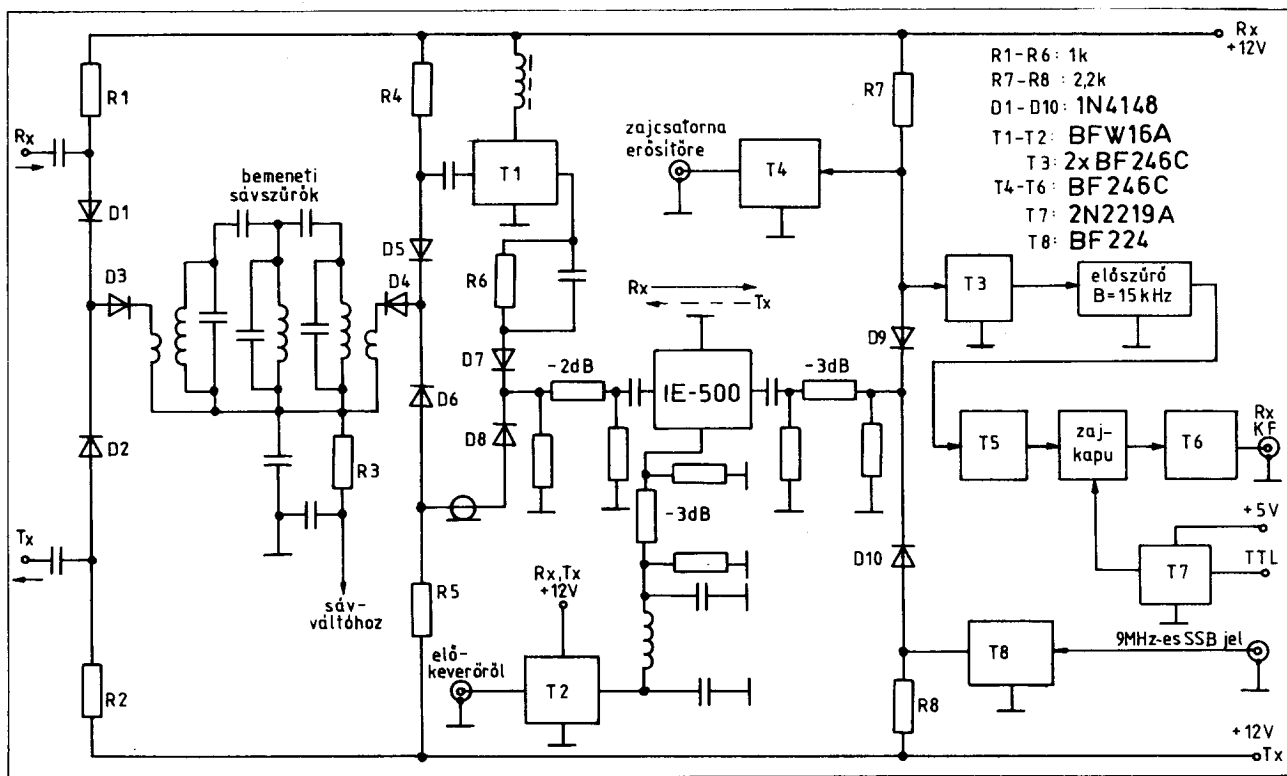 Rx
+12V
R1-R6: 1k
R7-R8: 2,2k
D1-D10: 1N4148
T1-T2: BFW16A
T3: 2xBF246C
T4-T6: BF246C
T7: 2N2219A
T8: BF224
R1
Rx
D1
D3
D2
Tx
R2
bemeneti
sávszűrők
R3
sáv-
váltóhoz
R4
D5
D4
D6
R5
T1
R6
D7
D8
-2dB
Rx
Tx
IE-500
-3dB
-3dB
Rx,Tx
+12V
elő-
keverőről
T2
zajcsatorna
erősítőre
T4
R7
D9
D10
R8
T3
előszűrő
B=15kHz
T5
zaj-
kapu
T6
Rx
KF
+5V
TTL
T7
T8
9MHz-es SSB jel
+12V
Tx